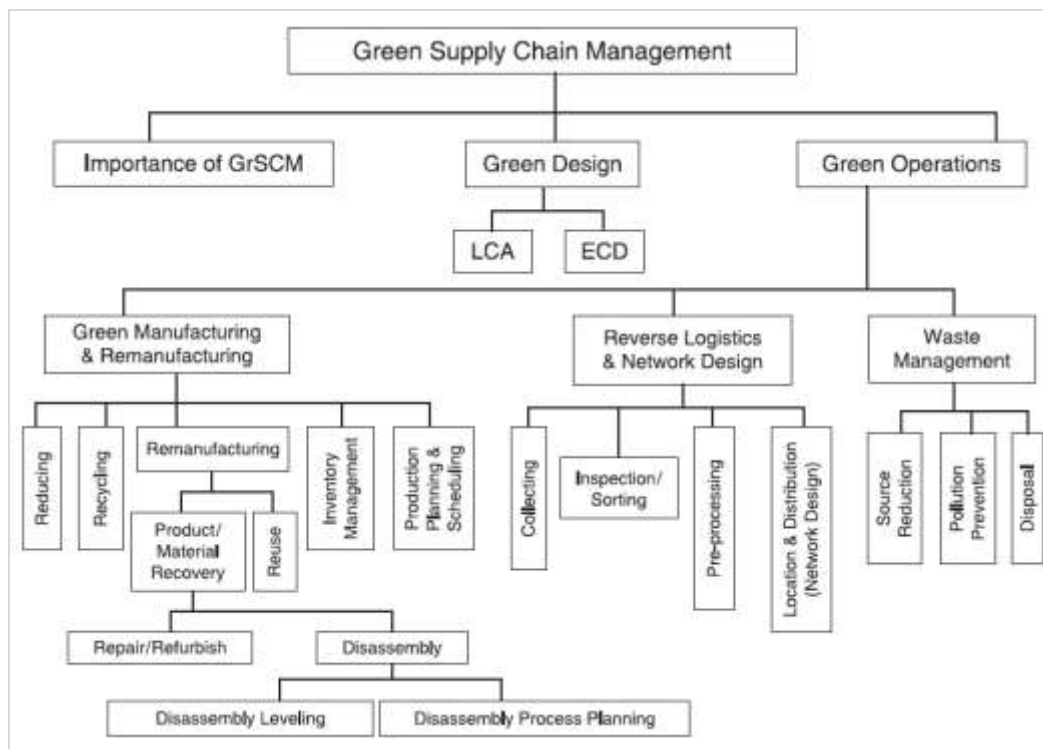 Green Supply Chain Management
Importance of GrSCM
Green Design
Green Operations
LCA
ECD
Green Manufacturing
& Remanufacturing
Reverse Logistics
& Network Design
Waste
Management
Reducing
Recycling
Remanufacturing
Inventory
Management
Production
Planning &
Scheduling
Collecting
Inspection/
Sorting
Pre-processing
Location & Distribution
(Network Design)
Source
Reduction
Pollution
Prevention
Disposal
Product/
Material
Recovery
Reuse
Repair/Refurbish
Disassembly
Disassembly Leveling
Disassembly Process Planning